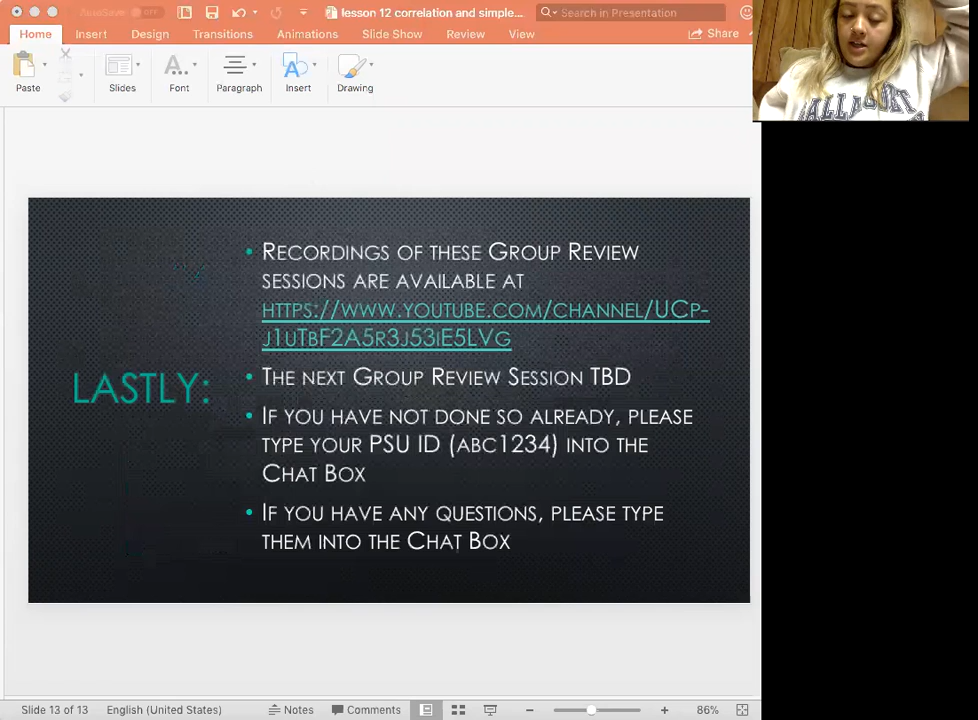 AutoSave OFF
lesson 12 correlation and simple...
Search in Presentation
Home Insert Design Transitions Animations Slide Show Review View Share
Paste Slides Font Paragraph Insert Drawing
LASTLY:
• RECORDINGS OF THESE GROUP REVIEW
SESSIONS ARE AVAILABLE AT
HTTPS://WWW.YOUTUBE.COM/CHANNEL/UCP-
J1UTBF2A5R3J53IE5LVG
• THE NEXT GROUP REVIEW SESSION TBD
• IF YOU HAVE NOT DONE SO ALREADY, PLEASE
TYPE YOUR PSU ID (ABC1234) INTO THE
CHAT BOX
• IF YOU HAVE ANY QUESTIONS, PLEASE TYPE
THEM INTO THE CHAT BOX
Slide 13 of 13 English (United States) Notes Comments 86%